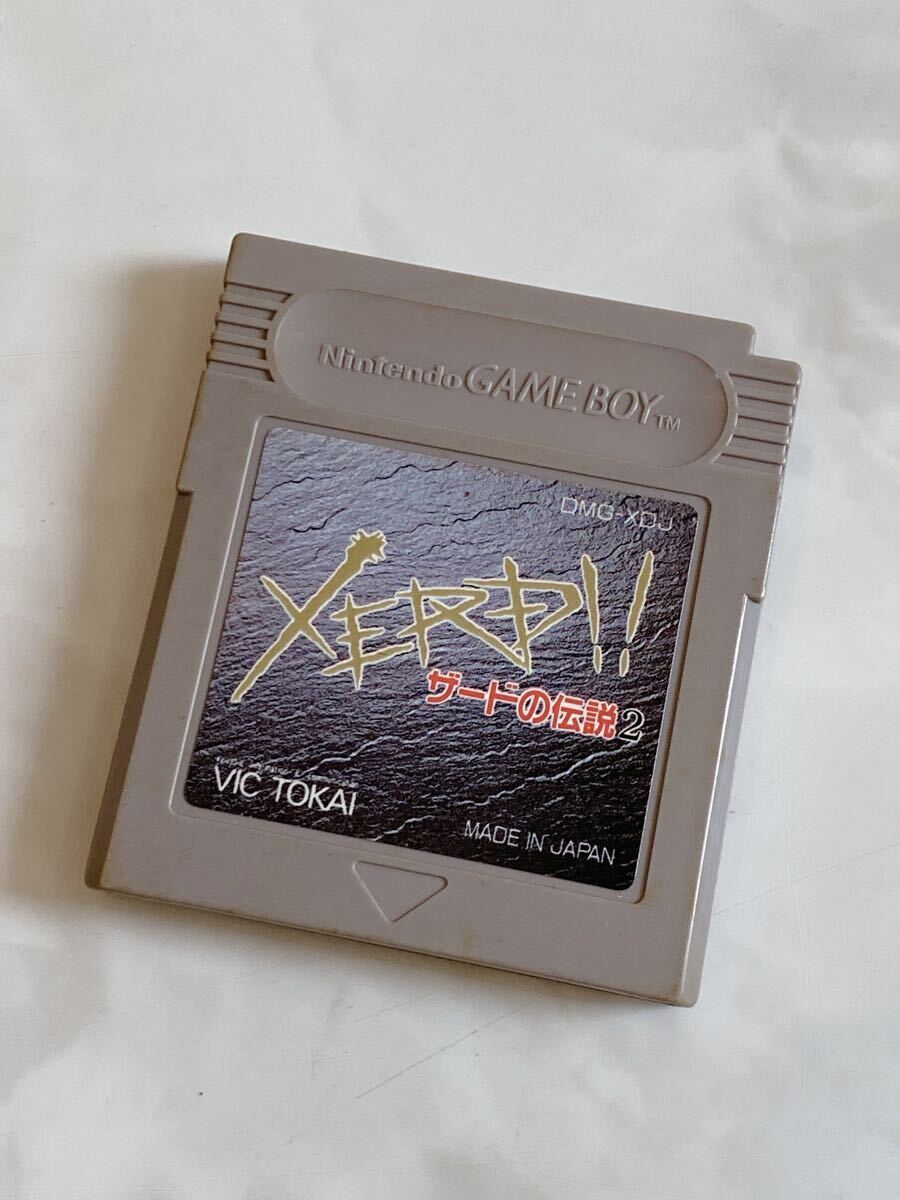 Nintendo GAME BOY™
DMG-XDJ
XERD!!
ザードの伝説2
VIC TOKAI
MADE IN JAPAN